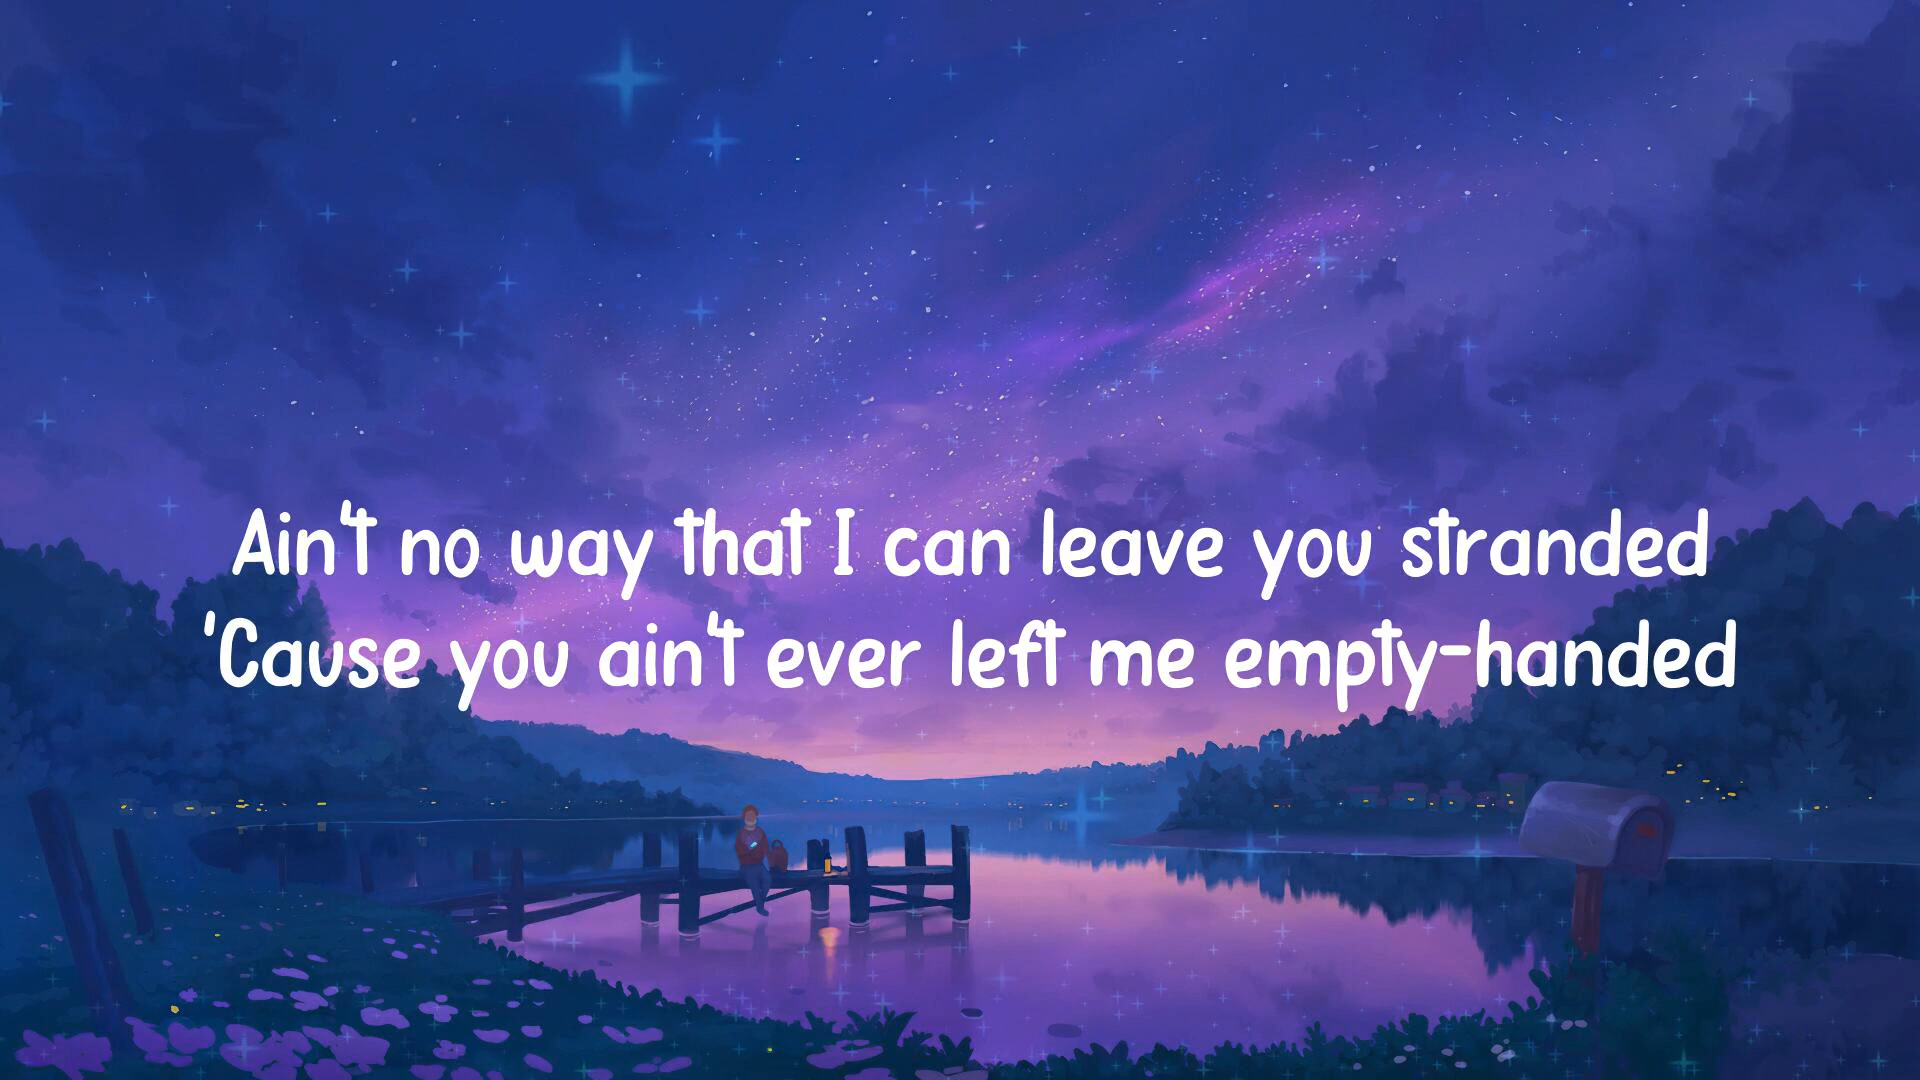 Ain't no way that I can leave you stranded
'Cause you ain't ever left me empty-handed